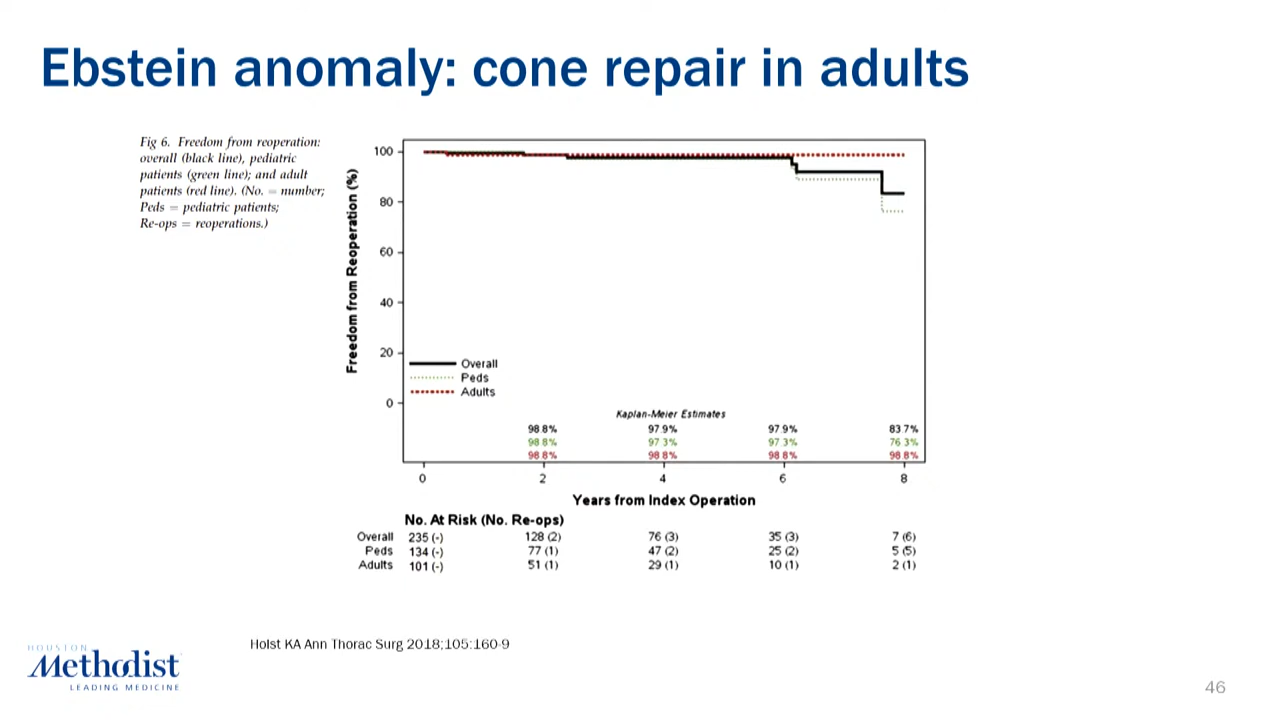 Ebstein anomaly: cone repair in adults
Fig 6. Freedom from reoperation:
overall (black line), pediatric
patients (green line); and adult
patients (red line). (No. = number;
Peds = pediatric patients;
Re-ops = reoperations.)
Freedom from Reoperation (%)
100
80
60
40
20
0
Overall
Peds
Adults
Kaplan-Meier Estimates
98.8% 97.9% 97.9% 83.7%
98.8% 97.3% 97.3% 76.3%
98.8% 98.8% 98.8% 98.8%
0 2 4 6 8
Years from Index Operation
No. At Risk (No. Re-ops)
Overall 235 (-) 128 (2) 76 (3) 35 (3) 7 (6)
Peds 134 (-) 77 (1) 47 (2) 25 (2) 5 (5)
Adults 101 (-) 51 (1) 29 (1) 10 (1) 2 (1)
Holst KA Ann Thorac Surg 2018;105:160-9
HOUSTON
Methodist
LEADING MEDICINE
46